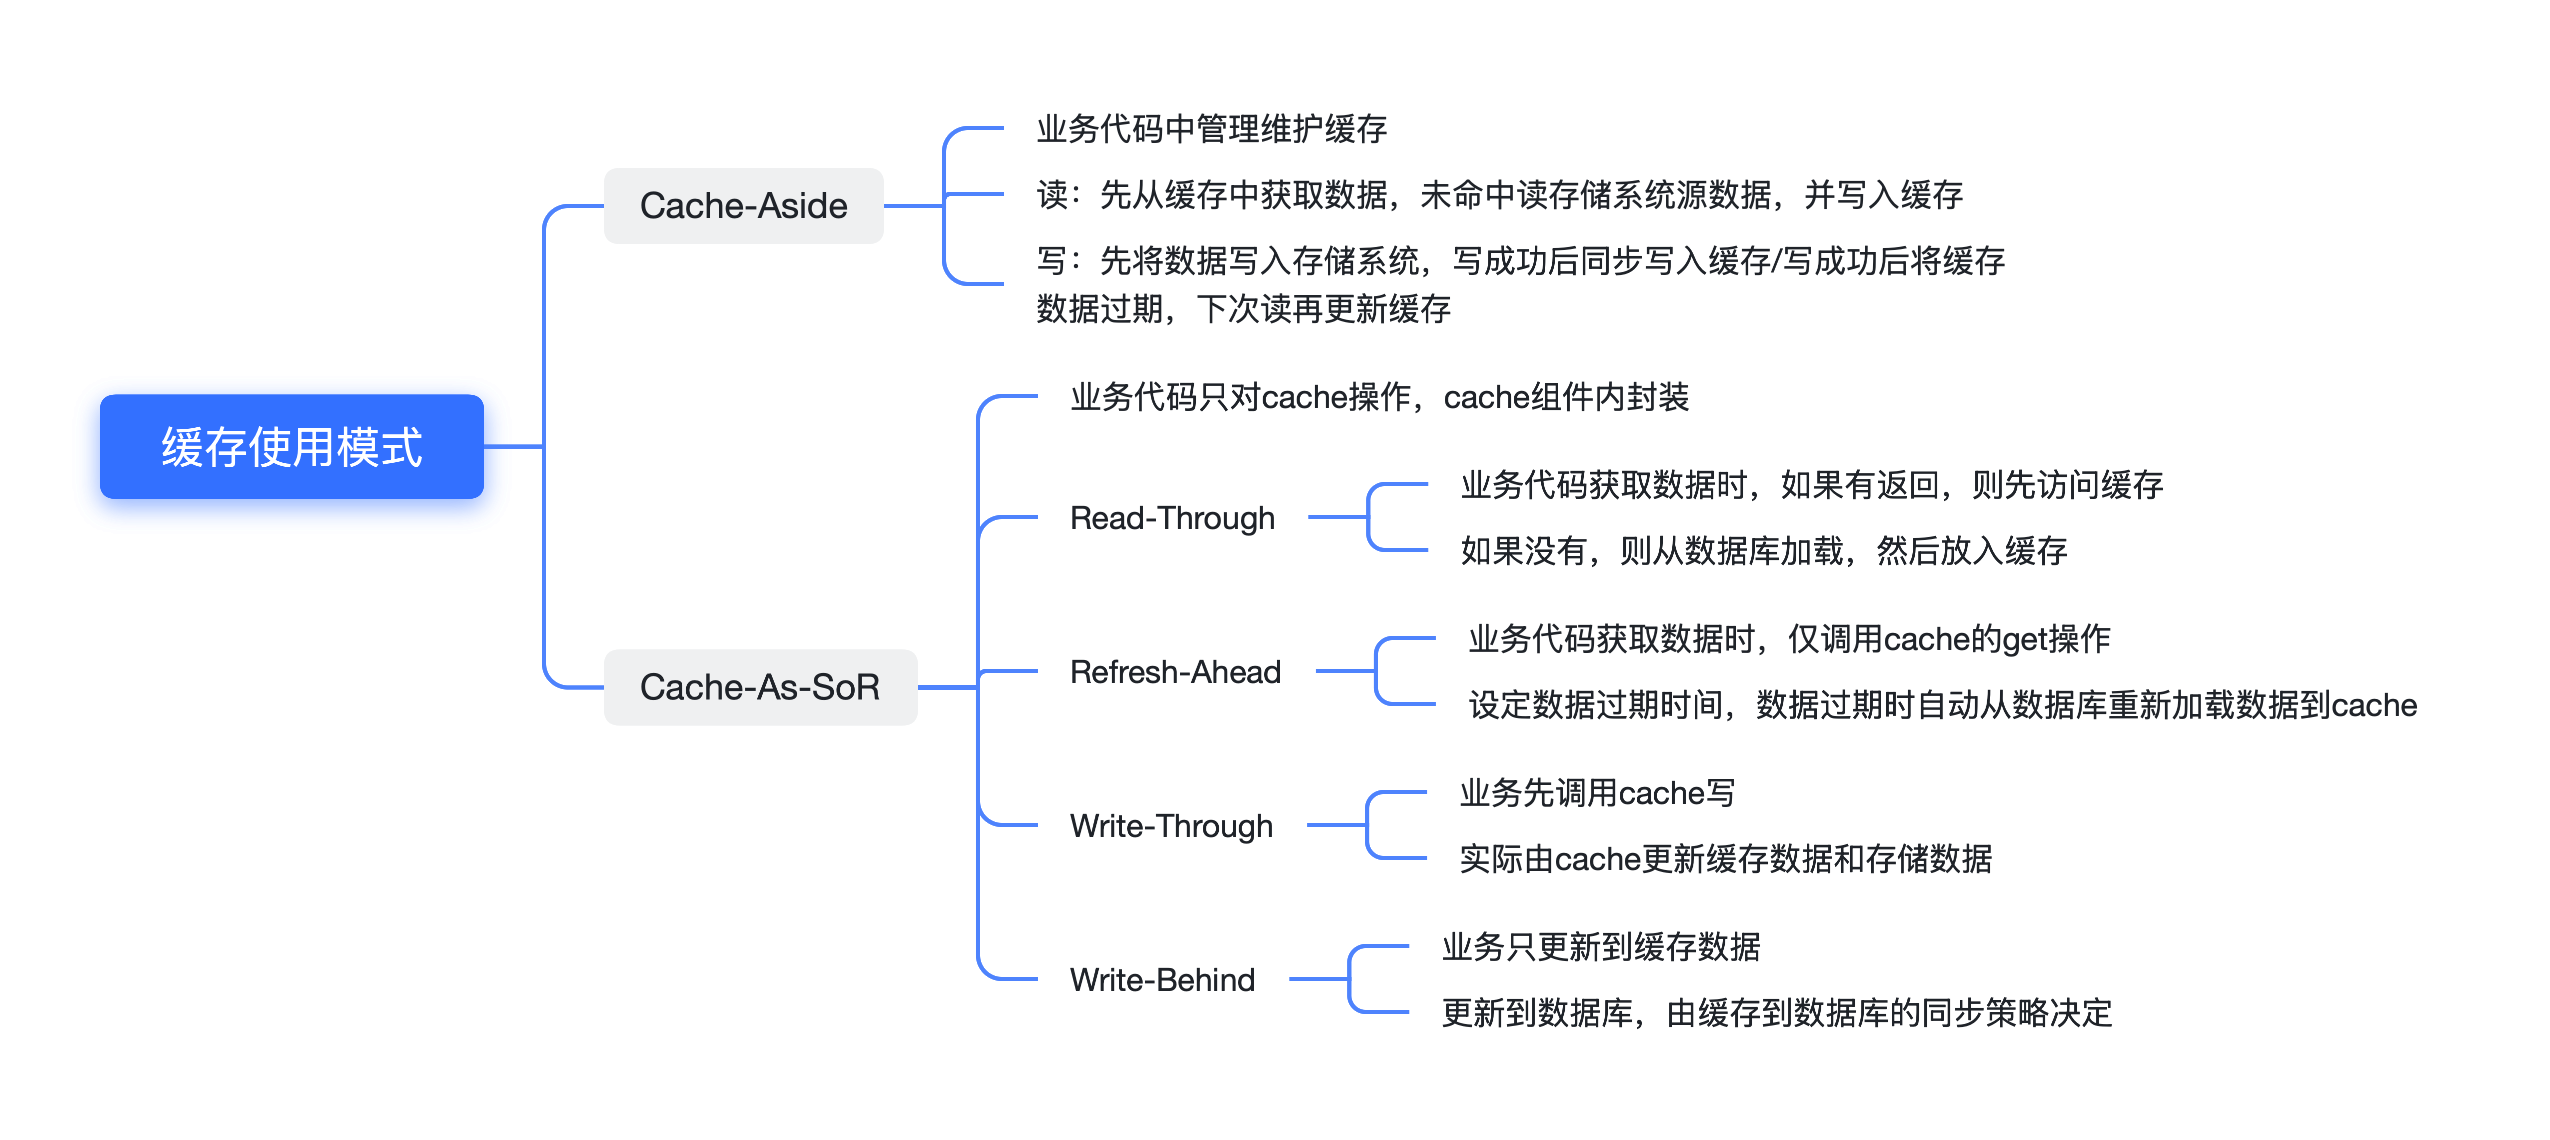 缓存使用模式
Cache-Aside
业务代码中管理维护缓存
读：先从缓存中获取数据，未命中读存储系统源数据，并写入缓存
写：先将数据写入存储系统，写成功后同步写入缓存/写成功后将缓存
数据过期，下次读再更新缓存
Cache-As-SoR
业务代码只对cache操作，cache组件内封装
Read-Through
业务代码获取数据时，如果有返回，则先访问缓存
如果没有，则从数据库加载，然后放入缓存
Refresh-Ahead
业务代码获取数据时，仅调用cache的get操作
设定数据过期时间，数据过期时自动从数据库重新加载数据到cache
Write-Through
业务先调用cache写
实际由cache更新缓存数据和存储数据
Write-Behind
业务只更新到缓存数据
更新到数据库，由缓存到数据库的同步策略决定